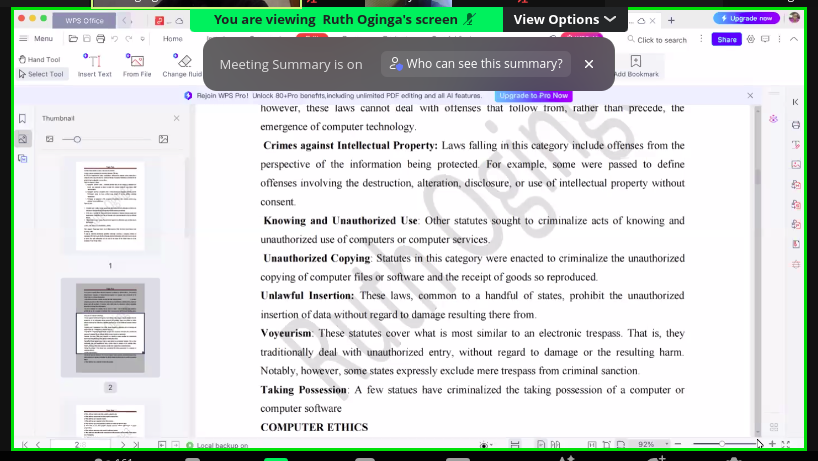 You are viewing Ruth Oginga's screen
View Options
WPS Office
Upgrade now
Menu
Home
Click to search
Share
Meeting Summary is on
Who can see this summary?
Hand Tool
Select Tool
Insert Text
From File
Change fluid
Add Bookmark
Rejoin WPS Pro! Unlock 80+Pro benefits,including unlimited PDF editing and all AI features.
Upgrade to Pro Now
Thumbnail
1
2
however, these laws cannot deal with offenses that follow from, rather than precede, the
emergence of computer technology.
Crimes against Intellectual Property: Laws falling in this category include offenses from the
perspective of the information being protected. For example, some were passed to define
offenses involving the destruction, alteration, disclosure, or use of intellectual property without
consent.
Knowing and Unauthorized Use: Other statutes sought to criminalize acts of knowing and
unauthorized use of computers or computer services.
Unauthorized Copying: Statutes in this category were enacted to criminalize the unauthorized
copying of computer files or software and the receipt of goods so reproduced.
Unlawful Insertion: These laws, common to a handful of states, prohibit the unauthorized
insertion of data without regard to damage resulting there from.
Voyeurism: These statutes cover what is most similar to an electronic trespass. That is, they
traditionally deal with unauthorized entry, without regard to damage or the resulting harm.
Notably, however, some states expressly exclude mere trespass from criminal sanction.
Taking Possession: A few statues have criminalized the taking possession of a computer or
computer software
COMPUTER ETHICS
Ruth Oginga
2
Local backup on
92%